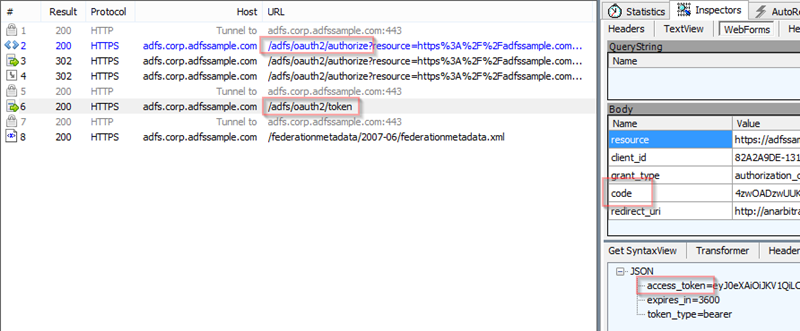 # Result Protocol Host URL
1 200 HTTP Tunnel to adfs.corp.adfssample.com:443
2 200 HTTPS adfs.corp.adfssample.com /adfs/oauth2/authorize?resource=https%3A%2F%2Fadfssample.com...
3 302 HTTPS adfs.corp.adfssample.com /adfs/oauth2/authorize?resource=https%3A%2F%2Fadfssample.com...
4 302 HTTPS adfs.corp.adfssample.com /adfs/oauth2/authorize?resource=https%3A%2F%2Fadfssample.com...
5 200 HTTP Tunnel to adfs.corp.adfssample.com:443
6 200 HTTPS adfs.corp.adfssample.com /adfs/oauth2/token
7 200 HTTP Tunnel to adfs.corp.adfssample.com:443
8 200 HTTPS adfs.corp.adfssample.com /federationmetadata/2007-06/federationmetadata.xml
Statistics Inspectors AutoRe
Headers TextView WebForms H
QueryString
Name
Body
Name Value
resource https://adfssa
client_id 82A2A9DE-131
grant_type authorization_c
code 4zwOADzwUUK
redirect_uri http://anarbitra
Get SyntaxView Transformer Header
JSON
access_token=eyJ0eXAiOiJKV1QiLC
expires_in=3600
token_type=bearer